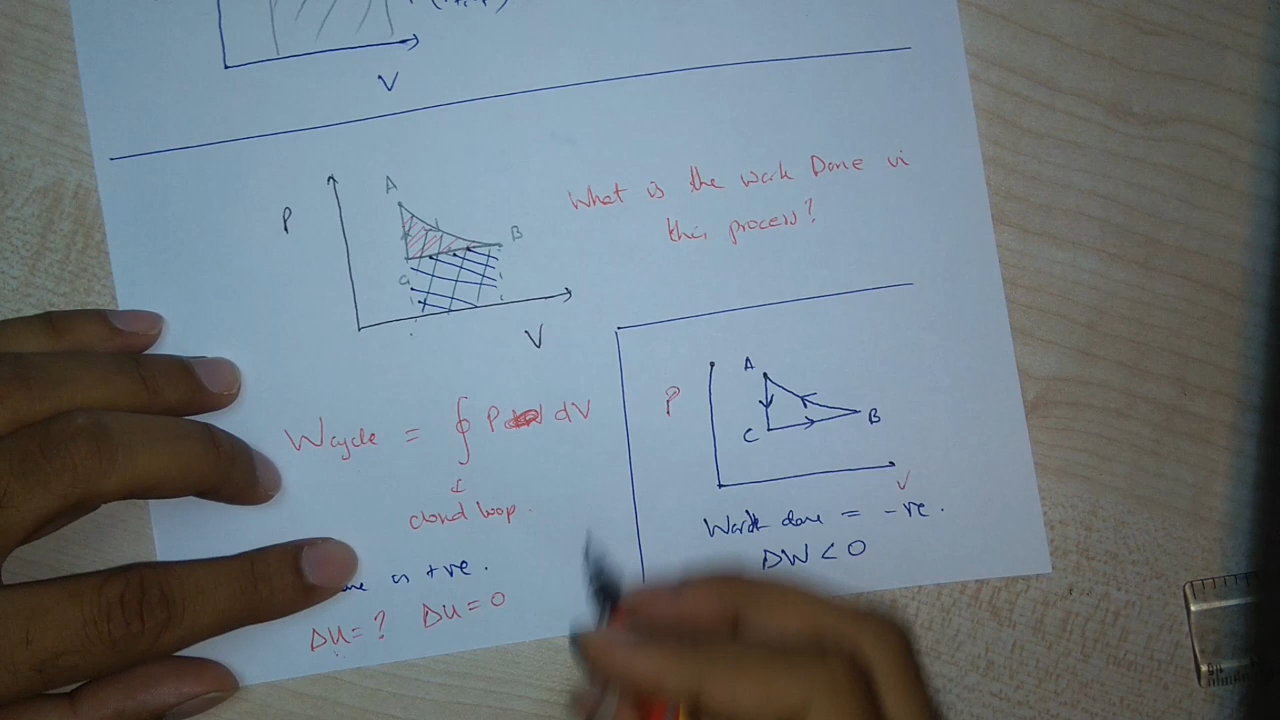 V
P
A
B
C
V
What is the work Done in
this process?
Wcycle = ∮ P dV
↓
closed loop.
is +ve.
ΔU = ? ΔU = 0
P
A
C
B
V
Work done = -ve.
ΔW < 0
15